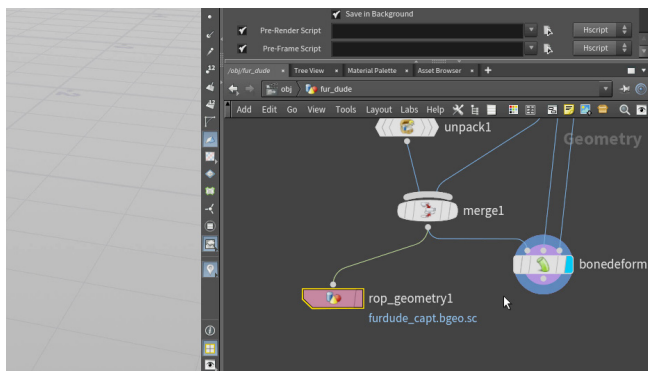 Save in Background
Pre-Render Script
Hscript
Pre-Frame Script
Hscript
/obj/fur_dude × Tree View × Material Palette × Asset Browser × +
obj fur_dude
Add Edit Go View Tools Layout Labs Help
unpack1
Geometry
merge1
bonedeform
rop_geometry1
furdude_capt.bgeo.sc